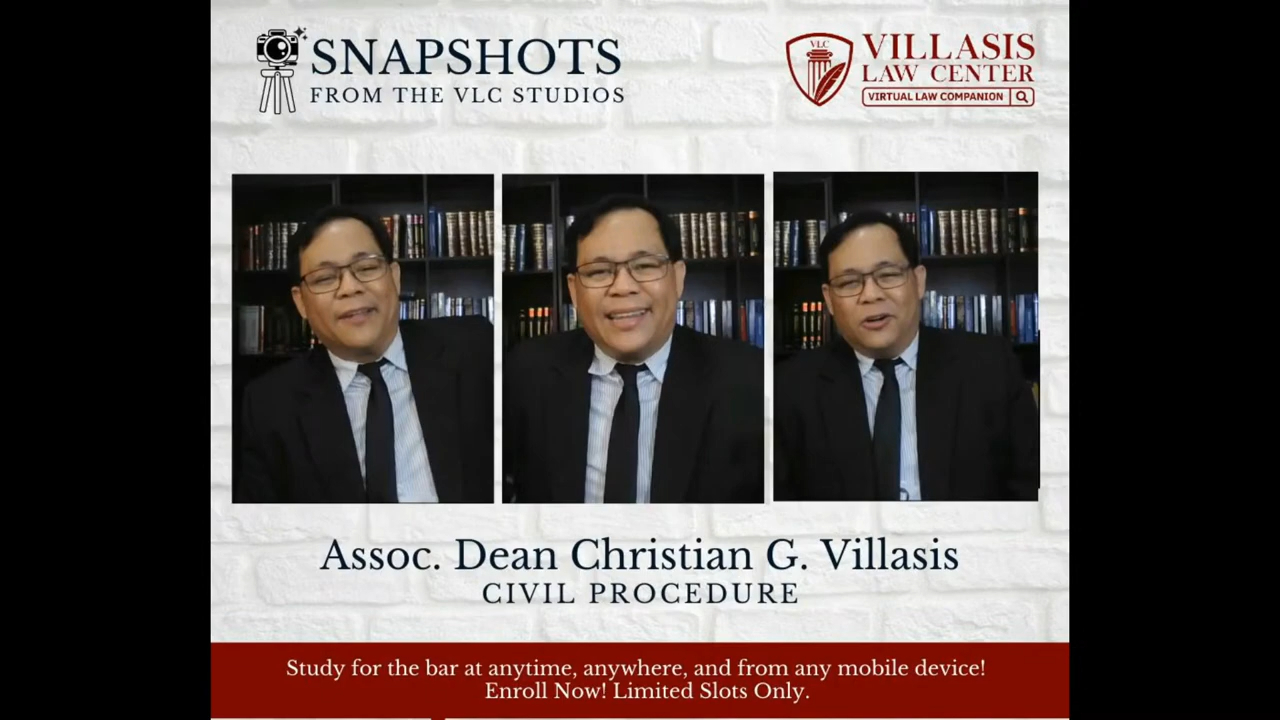 SNAPSHOTS
FROM THE VLC STUDIOS
VLC
VILLASIS
LAW CENTER
VIRTUAL LAW COMPANION
Assoc. Dean Christian G. Villasis
CIVIL PROCEDURE
Study for the bar at anytime, anywhere, and from any mobile device!
Enroll Now! Limited Slots Only.